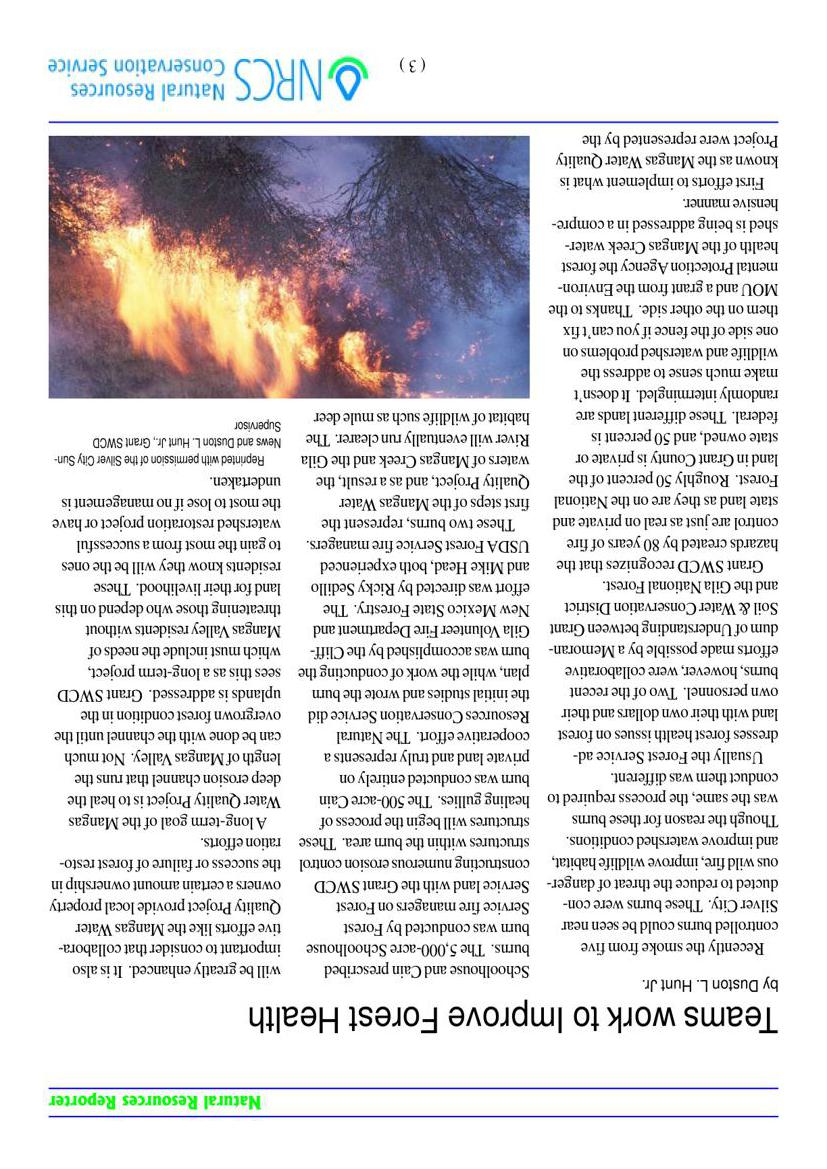 Natural Resources Reporter
Teams work to Improve Forest Health
by Duston L. Hunt Jr.
Recently the smoke from five
controlled burns could be seen near
Silver City. These burns were con-
ducted to reduce the threat of danger-
ous wild fire, improve wildlife habitat,
and improve watershed conditions.
Though the reason for these burns
was the same, the process required to
conduct them was different.
Usually the Forest Service ad-
dresses forest health issues on forest
land with their own dollars and their
own personnel. Two of the recent
burns, however, were collaborative
efforts made possible by a Memoran-
dum of Understanding between Grant
Soil & Water Conservation District
and the Gila National Forest.
Grant SWCD recognizes that the
hazards created by 80 years of fire
control are just as real on private and
state land as they are on the National
Forest. Roughly 50 percent of the
land in Grant County is private or
state owned, and 50 percent is
federal. These different lands are
randomly intermingled. It doesn't
make much sense to address the
wildlife and watershed problems on
one side of the fence if you can't fix
them on the other side. Thanks to the
MOU and a grant from the Environ-
mental Protection Agency the forest
health of the Mangas Creek water-
shed is being addressed in a compre-
hensive manner.
First efforts to implement what is
known as the Mangas Water Quality
Project were represented by the
Schoolhouse and Cain prescribed
burns. The 5,000-acre Schoolhouse
burn was conducted by Forest
Service fire managers on Forest
Service land with the Grant SWCD
constructing numerous erosion control
structures within the burn area. These
structures will begin the process of
healing gullies. The 500-acre Cain
burn was conducted entirely on
private land and truly represents a
cooperative effort. The Natural
Resources Conservation Service did
the initial studies and wrote the burn
plan, while the work of conducting the
burn was accomplished by the Cliff-
Gila Volunteer Fire Department and
New Mexico State Forestry. The
effort was directed by Ricky Sedillo
and Mike Head, both experienced
USDA Forest Service fire managers.
These two burns, represent the
first steps of the Mangas Water
Quality Project, and as a result, the
waters of Mangas Creek and the Gila
River will eventually run clearer. The
habitat of wildlife such as mule deer
will be greatly enhanced. It is also
important to consider that collabora-
tive efforts like the Mangas Water
Quality Project provide local property
owners a certain amount ownership in
the success or failure of forest resto-
ration efforts.
A long-term goal of the Mangas
Water Quality Project is to heal the
deep erosion channel that runs the
length of Mangas Valley. Not much
can be done with the channel until the
overgrown forest condition in the
uplands is addressed. Grant SWCD
sees this as a long-term project,
which must include the needs of
Mangas Valley residents without
threatening those who depend on this
land for their livelihood. These
residents know they will be the ones
to gain the most from a successful
watershed restoration project or have
the most to lose if no management is
undertaken.
Reprinted with permission of the Silver City Sun-
News and Duston L. Hunt Jr., Grant SWCD
Supervisor
( 3 )
NRCS Natural Resources
Conservation Service